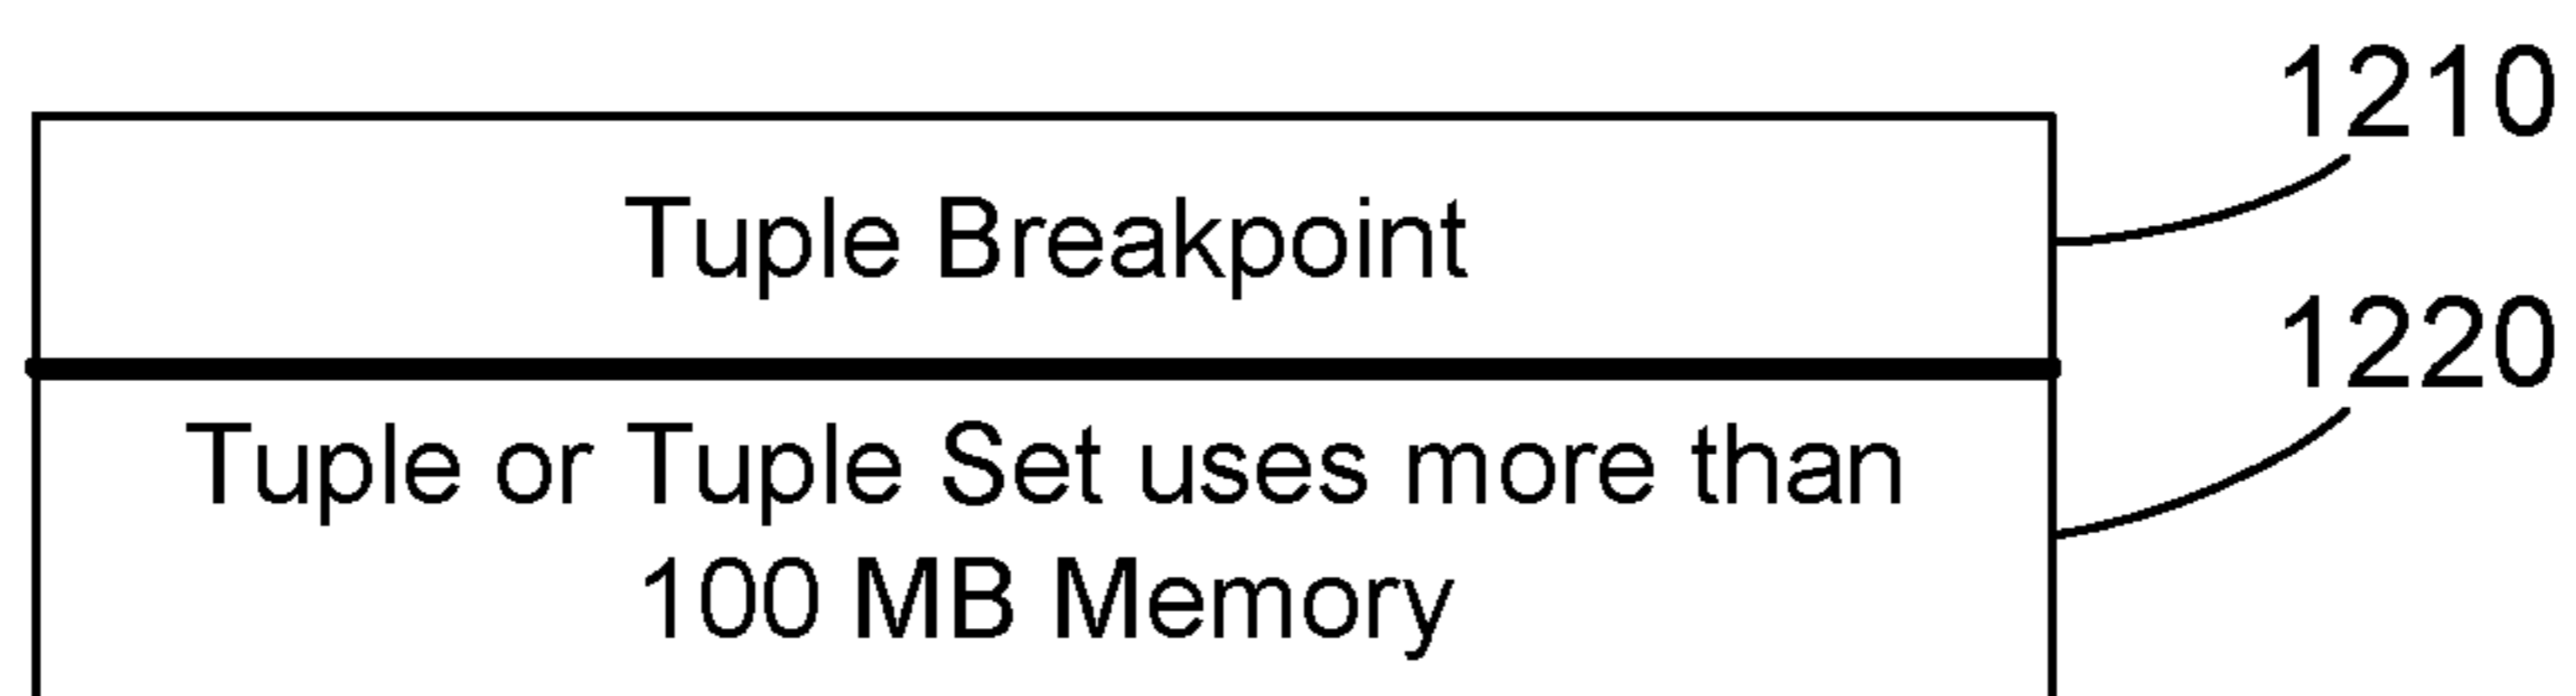 1210
Tuple Breakpoint
1220
Tuple or Tuple Set uses more than
100 MB Memory